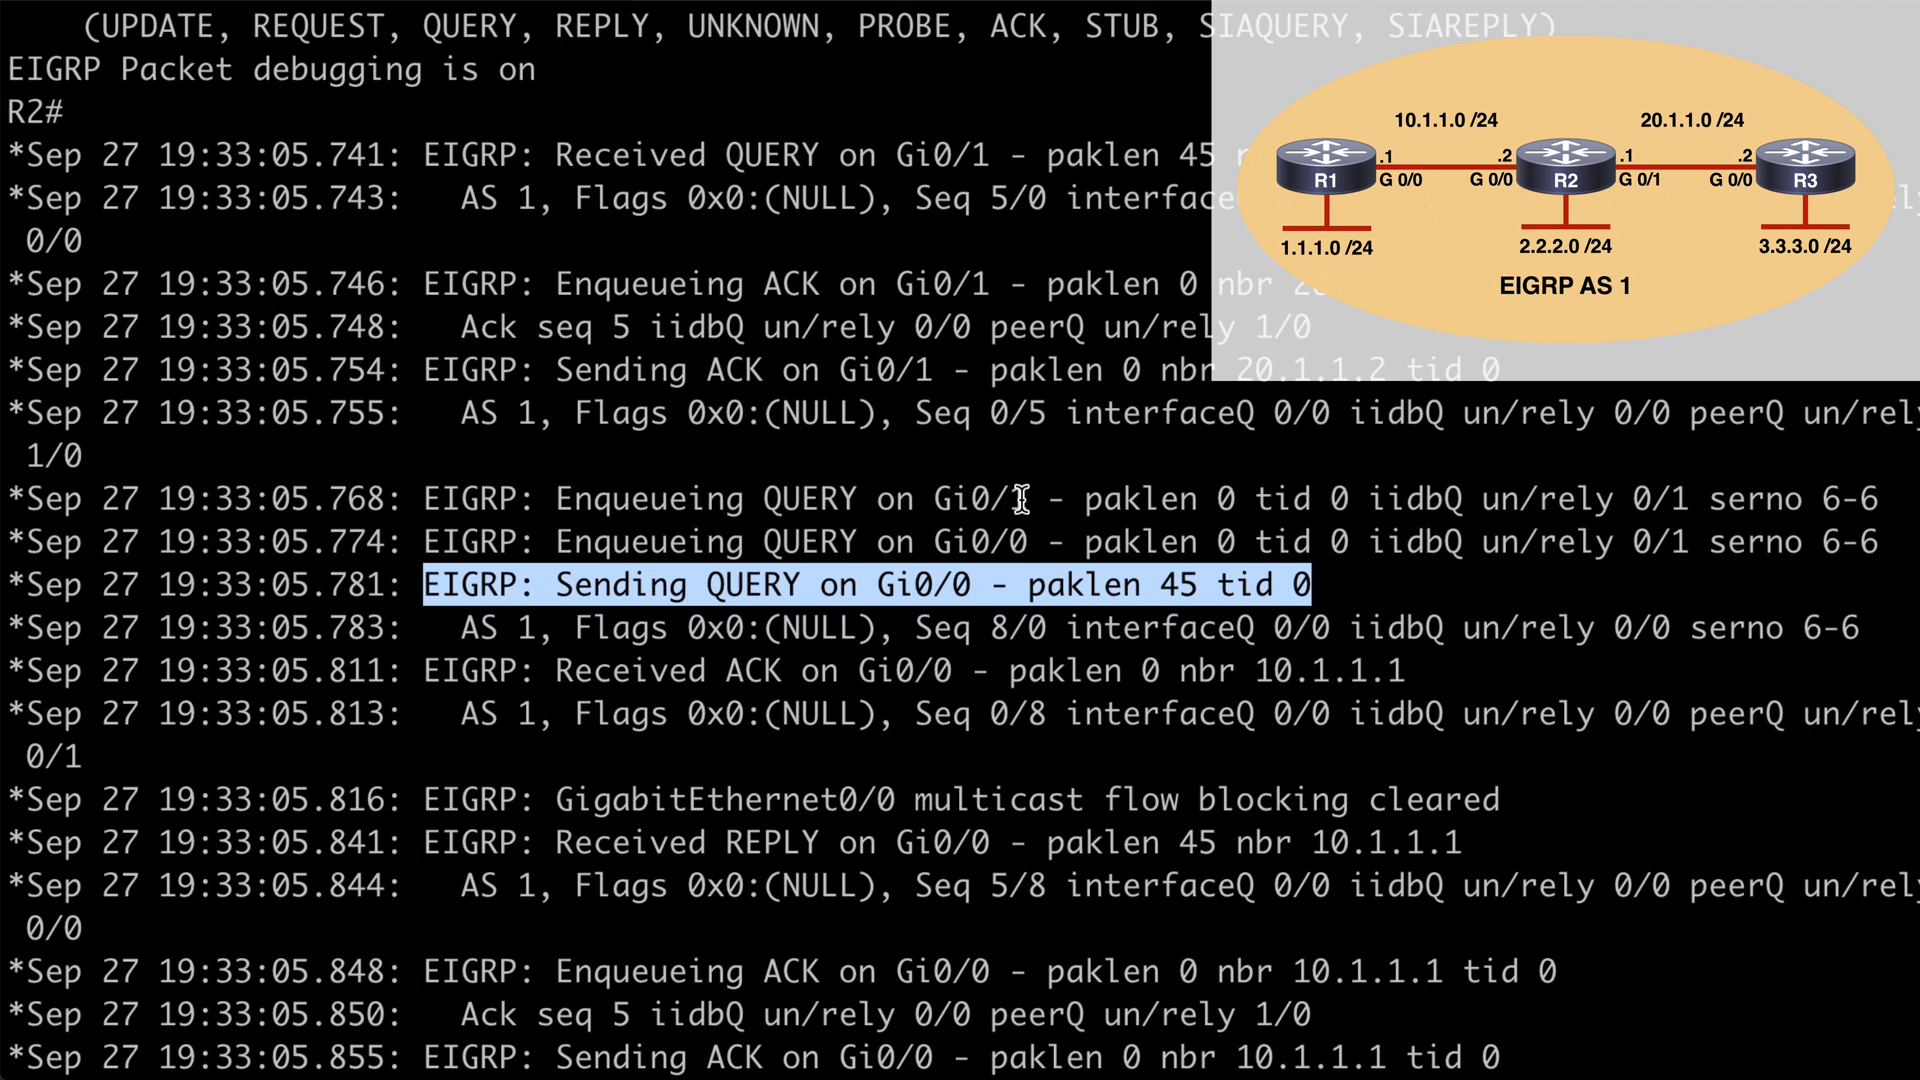 (UPDATE, REQUEST, QUERY, REPLY, UNKNOWN, PROBE, ACK, STUB, SIAQUERY, SIAREPLY)
EIGRP Packet debugging is on
R2#
*Sep 27 19:33:05.741: EIGRP: Received QUERY on Gi0/1 - paklen 45
*Sep 27 19:33:05.743:   AS 1, Flags 0x0:(NULL), Seq 5/0 interfaceQ
0/0
*Sep 27 19:33:05.746: EIGRP: Enqueueing ACK on Gi0/1 - paklen 0 nbr
*Sep 27 19:33:05.748:   Ack seq 5 iidbQ un/rely 0/0 peerQ un/rely 1/0
*Sep 27 19:33:05.754: EIGRP: Sending ACK on Gi0/1 - paklen 0 nbr 20.1.1.2 tid 0
*Sep 27 19:33:05.755:   AS 1, Flags 0x0:(NULL), Seq 0/5 interfaceQ 0/0 iidbQ un/rely 0/0 peerQ un/rely
1/0
*Sep 27 19:33:05.768: EIGRP: Enqueueing QUERY on Gi0/1 - paklen 0 tid 0 iidbQ un/rely 0/1 serno 6-6
*Sep 27 19:33:05.774: EIGRP: Enqueueing QUERY on Gi0/0 - paklen 0 tid 0 iidbQ un/rely 0/1 serno 6-6
*Sep 27 19:33:05.781: EIGRP: Sending QUERY on Gi0/0 - paklen 45 tid 0
*Sep 27 19:33:05.783:   AS 1, Flags 0x0:(NULL), Seq 8/0 interfaceQ 0/0 iidbQ un/rely 0/0 serno 6-6
*Sep 27 19:33:05.811: EIGRP: Received ACK on Gi0/0 - paklen 0 nbr 10.1.1.1
*Sep 27 19:33:05.813:   AS 1, Flags 0x0:(NULL), Seq 0/8 interfaceQ 0/0 iidbQ un/rely 0/0 peerQ un/rely
0/1
*Sep 27 19:33:05.816: EIGRP: GigabitEthernet0/0 multicast flow blocking cleared
*Sep 27 19:33:05.841: EIGRP: Received REPLY on Gi0/0 - paklen 45 nbr 10.1.1.1
*Sep 27 19:33:05.844:   AS 1, Flags 0x0:(NULL), Seq 5/8 interfaceQ 0/0 iidbQ un/rely 0/0 peerQ un/rely
0/0
*Sep 27 19:33:05.848: EIGRP: Enqueueing ACK on Gi0/0 - paklen 0 nbr 10.1.1.1 tid 0
*Sep 27 19:33:05.850:   Ack seq 5 iidbQ un/rely 0/0 peerQ un/rely 1/0
*Sep 27 19:33:05.855: EIGRP: Sending ACK on Gi0/0 - paklen 0 nbr 10.1.1.1 tid 0
10.1.1.0 /24 20.1.1.0 /24
.1 .2 .1 .2
R1 G 0/0 G 0/0 R2 G 0/1 G 0/0 R3
1.1.1.0 /24 2.2.2.0 /24 3.3.3.0 /24
EIGRP AS 1